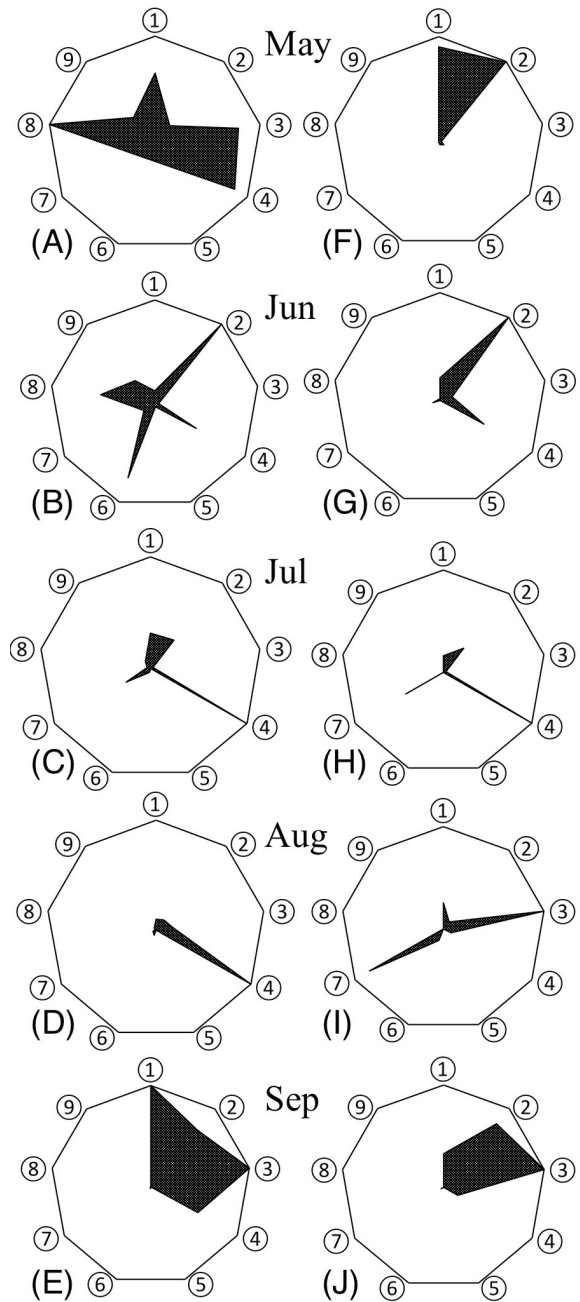 ① ①
May
⑨ ② ⑨ ②
⑧ ③ ⑧ ③
⑦ ④ ⑦ ④
(A) ⑥ ⑤ (F) ⑥ ⑤
① ①
Jun
⑨ ② ⑨ ②
⑧ ③ ⑧ ③
⑦ ④ ⑦ ④
(B) ⑥ ⑤ (G) ⑥ ⑤
① ①
Jul
⑨ ② ⑨ ②
⑧ ③ ⑧ ③
⑦ ④ ⑦ ④
(C) ⑥ ⑤ (H) ⑥ ⑤
① ①
Aug
⑨ ② ⑨ ②
⑧ ③ ⑧ ③
⑦ ④ ⑦ ④
(D) ⑥ ⑤ (I) ⑥ ⑤
① ①
Sep
⑨ ② ⑨ ②
⑧ ③ ⑧ ③
⑦ ④ ⑦ ④
(E) ⑥ ⑤ (J) ⑥ ⑤